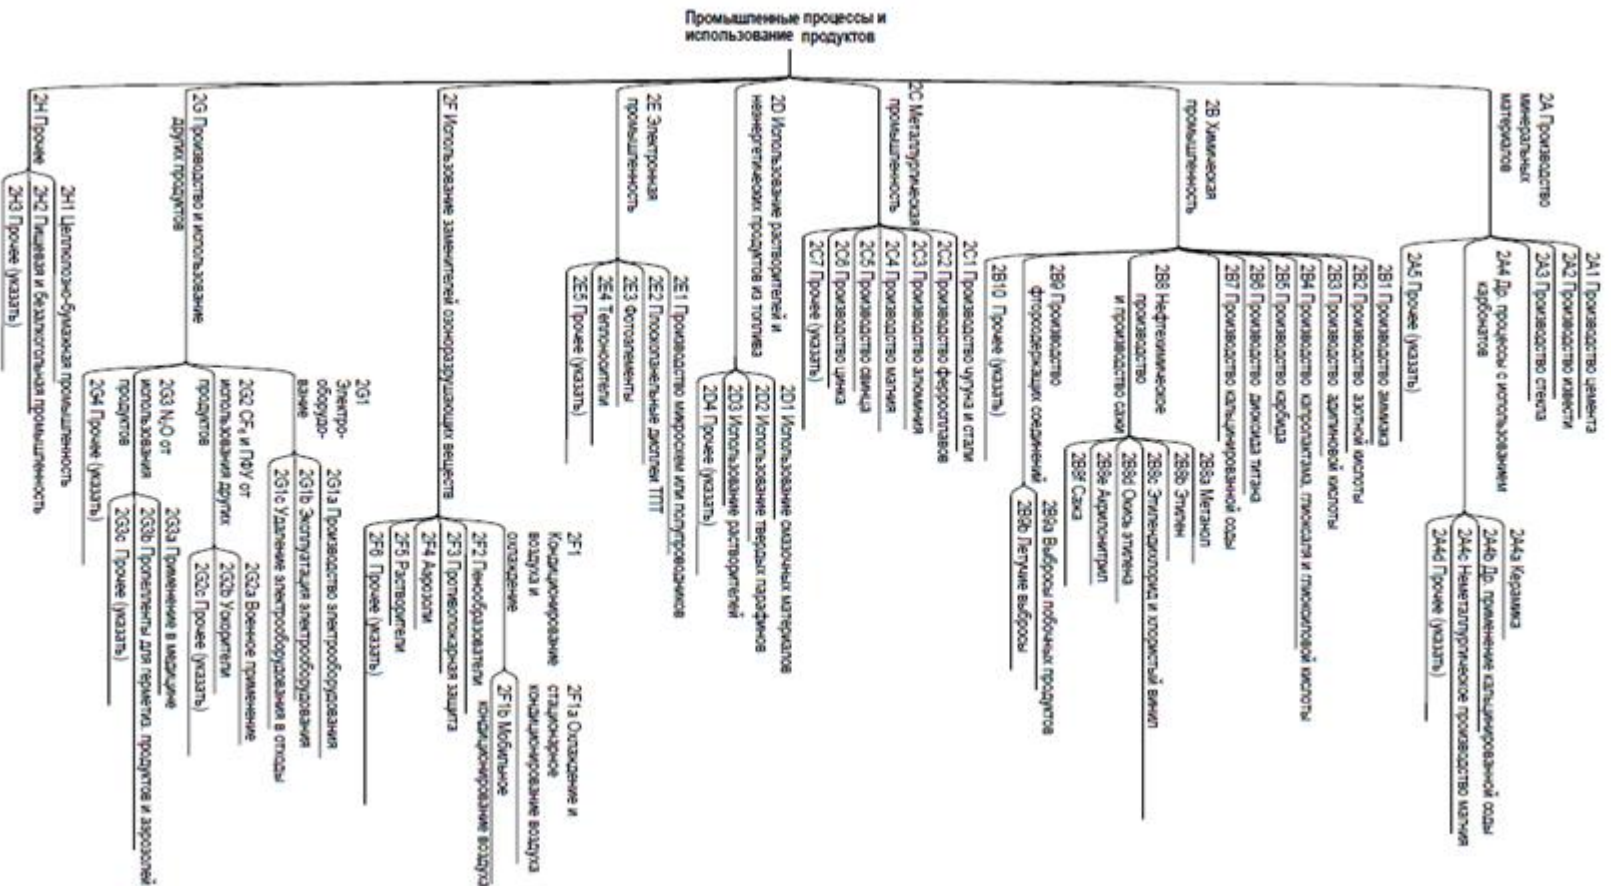 Промышленные процессы и
использование продуктов
2A Производство
минеральных
материалов
2A1 Производство цемента
2A2 Производство извести
2A3 Производство стекла
2A4 Др. процессы с использованием
карбонатов
2A4a Керамика
2A4b Др. применение кальцинированной соды
2A4c Неметаллургическое производство магния
2A4d Прочее (указать)
2A5 Прочее (указать)
2B Химическая
промышленность
2B1 Производство аммиака
2B2 Производство азотной кислоты
2B3 Производство адипиновой кислоты
2B4 Производство капролактама, глиоксаля и глиоксиловой кислоты
2B5 Производство карбида
2B6 Производство диоксида титана
2B7 Производство кальцинированной соды
2B8 Нефтехимическое
производство
и производство сажи
2B8a Метанол
2B8b Этилен
2B8c Этилендихлорид и хлористый винил
2B8d Окись этилена
2B8e Акрилонитрил
2B8f Сажа
2B9 Производство
фторсодержащих соединений
2B9a Выбросы побочных продуктов
2B9b Летучие выбросы
2B10 Прочее (указать)
2C Металлургическая
промышленность
2C1 Производство чугуна и стали
2C2 Производство ферросплавов
2C3 Производство алюминия
2C4 Производство магния
2C5 Производство свинца
2C6 Производство цинка
2C7 Прочее (указать)
2D Использование растворителей и
неэнергетических продуктов из топлива
2D1 Использование смазочных материалов
2D2 Использование твердых парафинов
2D3 Использование растворителей
2D4 Прочее (указать)
2E Электронная
промышленность
2E1 Производство микросхем или полупроводников
2E2 Плоскопанельные дисплеи ТПТ
2E3 Фотоэлементы
2E4 Теплоносители
2E5 Прочее (указать)
2F Использование заменителей озоноразрушающих веществ
2F1
Кондиционирование
воздуха и
охлаждение
2F1a Охлаждение и
стационарное
кондиционирование воздуха
2F1b Мобильное
кондиционирование воздуха
2F2 Пенообразователи
2F3 Противопожарная защита
2F4 Аэрозоли
2F5 Растворители
2F6 Прочее (указать)
2G Производство и использование
других продуктов
2G1
Электро-
оборудо-
вание
2G1a Производство электрооборудования
2G1b Эксплуатация электрооборудования
2G1c Удаление электрооборудования в отходы
2G2 CF₆ и ПФУ от
использования других
продуктов
2G2a Военное применение
2G2b Ускорители
2G2c Прочее (указать)
2G3 N₂O от
использования
продуктов
2G3a Применение в медицине
2G3b Пропелленты для герметиз. продуктов и аэрозолей
2G3c Прочее (указать)
2G4 Прочее (указать)
2H Прочее
2H1 Целлюлозно-бумажная промышленность
2H2 Пищевая и безалкогольная промышленность
2H3 Прочее (указать)